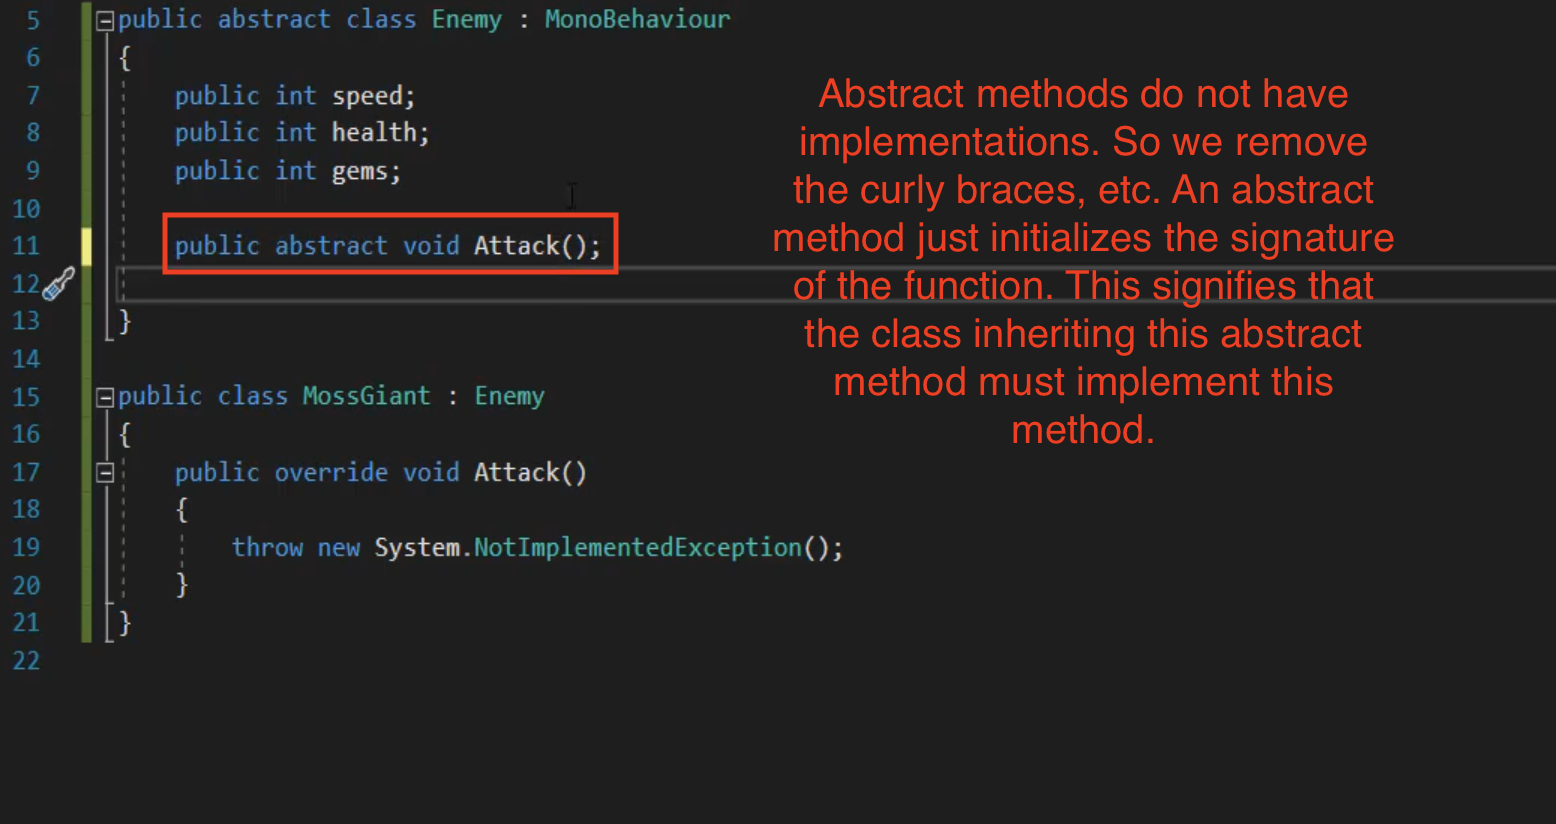 5 public abstract class Enemy : MonoBehaviour
6 {
7 public int speed;
8 public int health;
9 public int gems;
10
11 public abstract void Attack();
12
13 }
14
15 public class MossGiant : Enemy
16 {
17 public override void Attack()
18 {
19 throw new System.NotImplementedException();
20 }
21 }
22
Abstract methods do not have
implementations. So we remove
the curly braces, etc. An abstract
method just initializes the signature
of the function. This signifies that
the class inheriting this abstract
method must implement this
method.